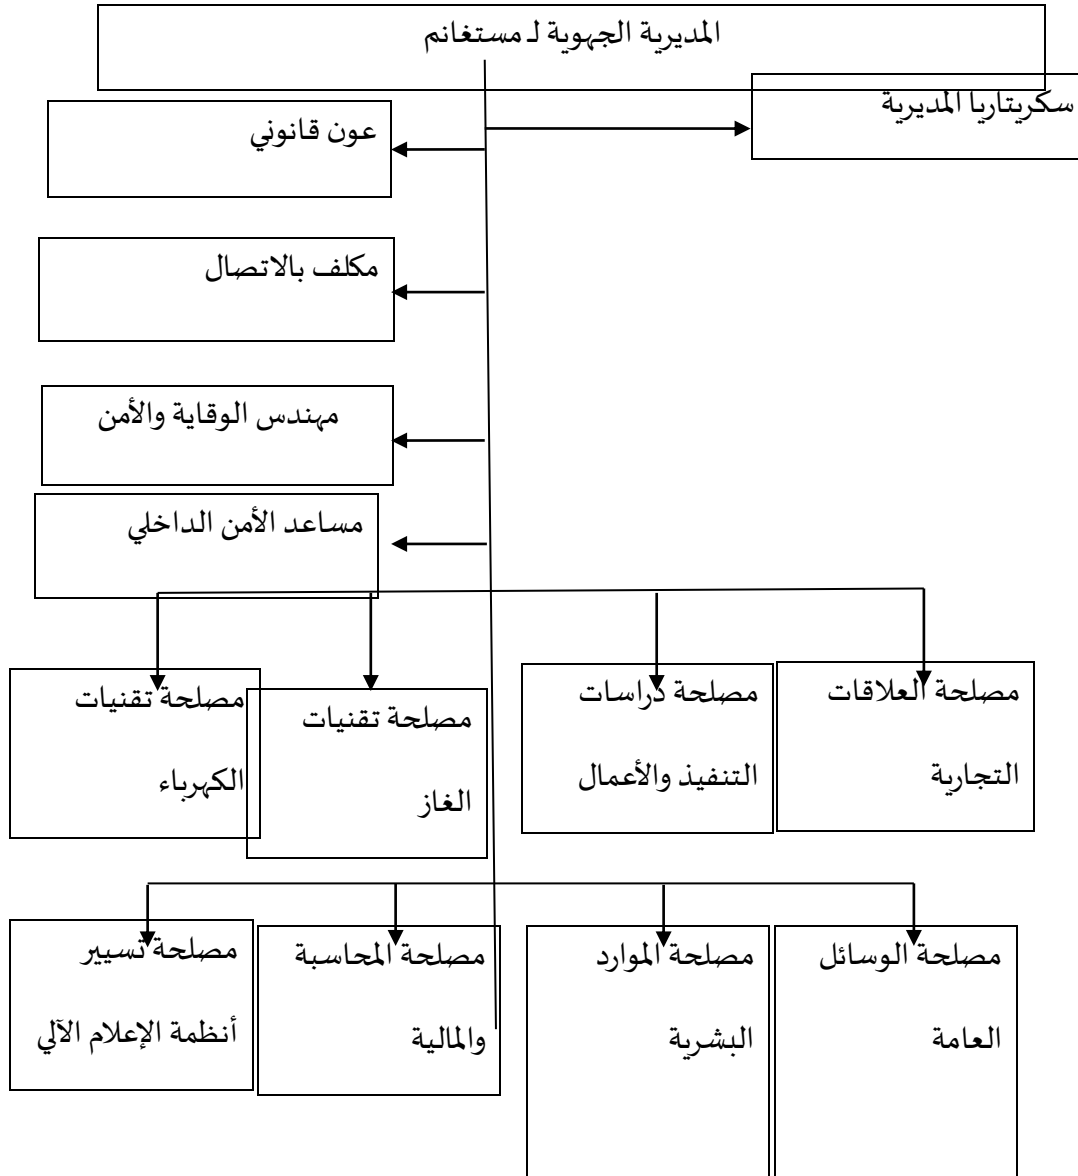 المديرية الجهوية لـ مستغانم
سكريتاريا المديرية
عون قانوني
مكلف بالاتصال
مهندس الوقاية والأمن
مساعد الأمن الداخلي
مصلحة العلاقات
التجارية
مصلحة دراسات
التنفيذ والأعمال
مصلحة تقنيات
الغاز
مصلحة تقنيات
الكهرباء
مصلحة الوسائل
العامة
مصلحة الموارد
البشرية
مصلحة المحاسبة
والمالية
مصلحة تسيير
أنظمة الإعلام الآلي